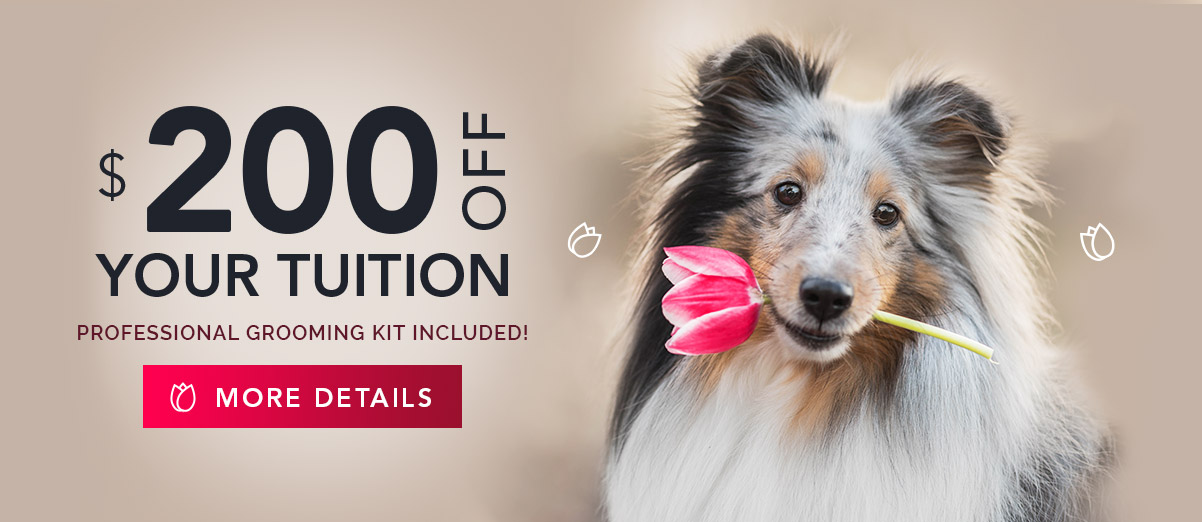 $200 OFF
YOUR TUITION
PROFESSIONAL GROOMING KIT INCLUDED!
MORE DETAILS